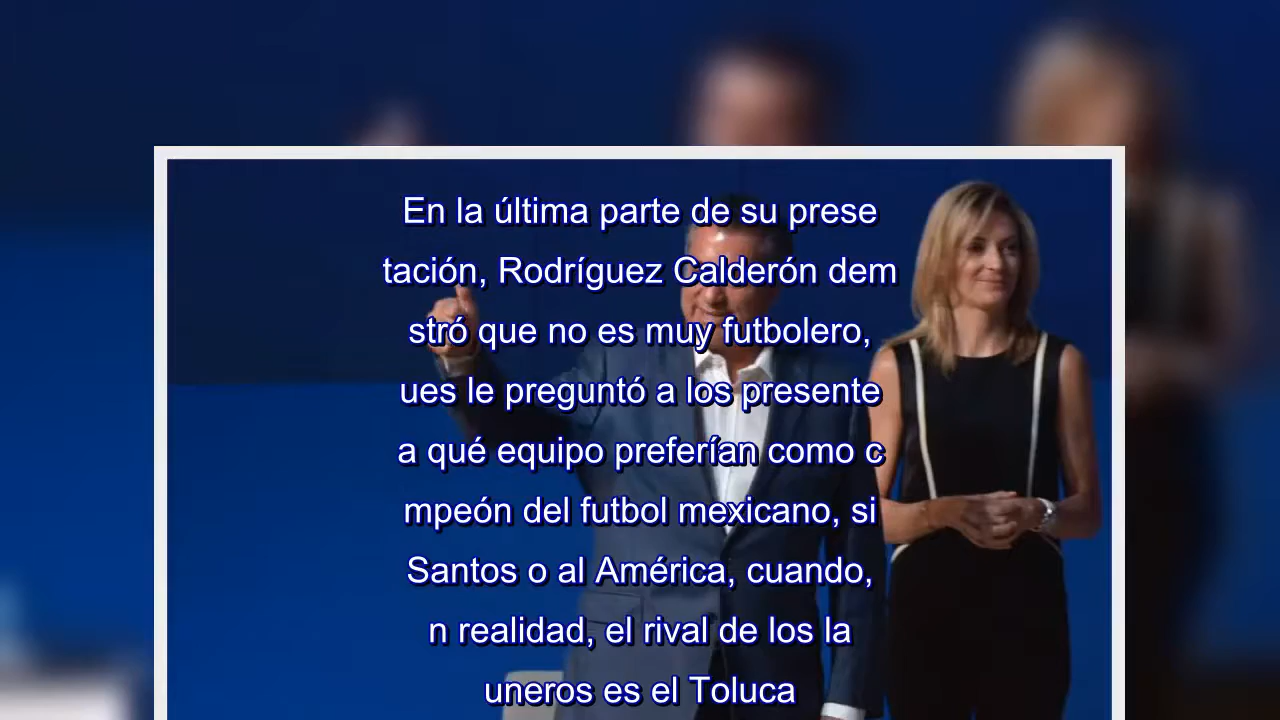 En la última parte de su prese
tación, Rodríguez Calderón dem
stró que no es muy futbolero,
ues le preguntó a los presente
a qué equipo preferían como c
mpeón del futbol mexicano, si
Santos o al América, cuando,
n realidad, el rival de los la
uneros es el Toluca